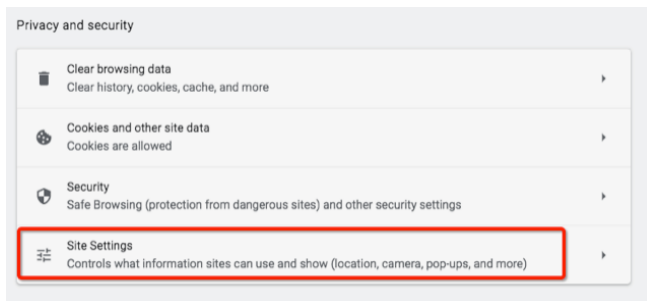 Privacy and security
Clear browsing data
Clear history, cookies, cache, and more
Cookies and other site data
Cookies are allowed
Security
Safe Browsing (protection from dangerous sites) and other security settings
Site Settings
Controls what information sites can use and show (location, camera, pop-ups, and more)